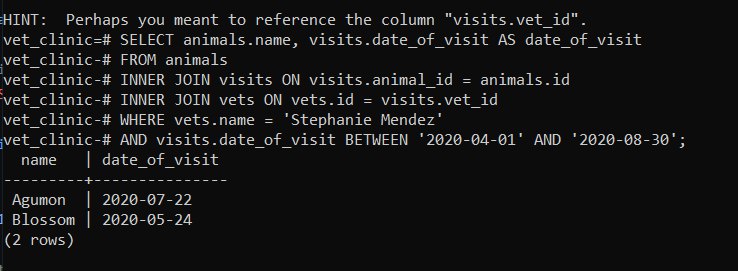 HINT:  Perhaps you meant to reference the column "visits.vet_id".
vet_clinic=# SELECT animals.name, visits.date_of_visit AS date_of_visit
vet_clinic-# FROM animals
vet_clinic-# INNER JOIN visits ON visits.animal_id = animals.id
vet_clinic-# INNER JOIN vets ON vets.id = visits.vet_id
vet_clinic-# WHERE vets.name = 'Stephanie Mendez'
vet_clinic-# AND visits.date_of_visit BETWEEN '2020-04-01' AND '2020-08-30';
  name   | date_of_visit
---------+---------------
 Agumon  | 2020-07-22
 Blossom | 2020-05-24
(2 rows)